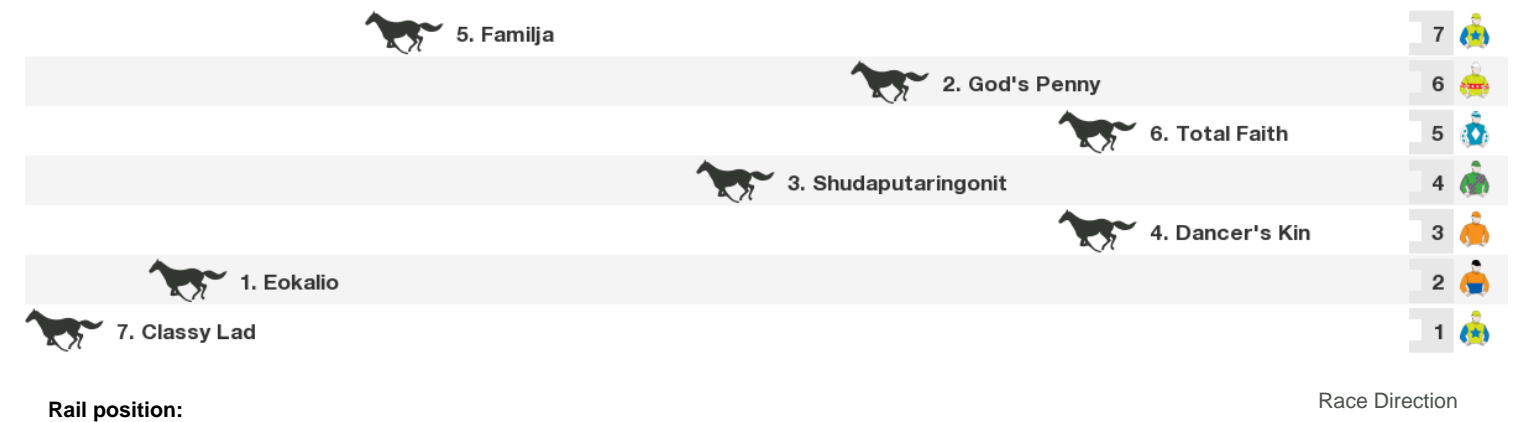 5. Familja 7
2. God's Penny 6
6. Total Faith 5
3. Shudaputaringonit 4
4. Dancer's Kin 3
1. Eokalio 2
7. Classy Lad 1
Rail position: Race Direction